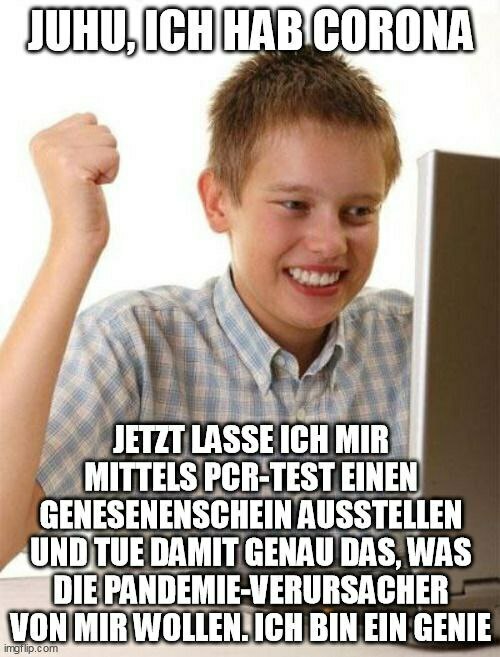 JUHU, ICH HAB CORONA
JETZT LASSE ICH MIR
MITTELS PCR-TEST EINEN
GENESENENSCHEIN AUSSTELLEN
UND TUE DAMIT GENAU DAS, WAS
DIE PANDEMIE-VERURSACHER
VON MIR WOLLEN. ICH BIN EIN GENIE
imgflip.com